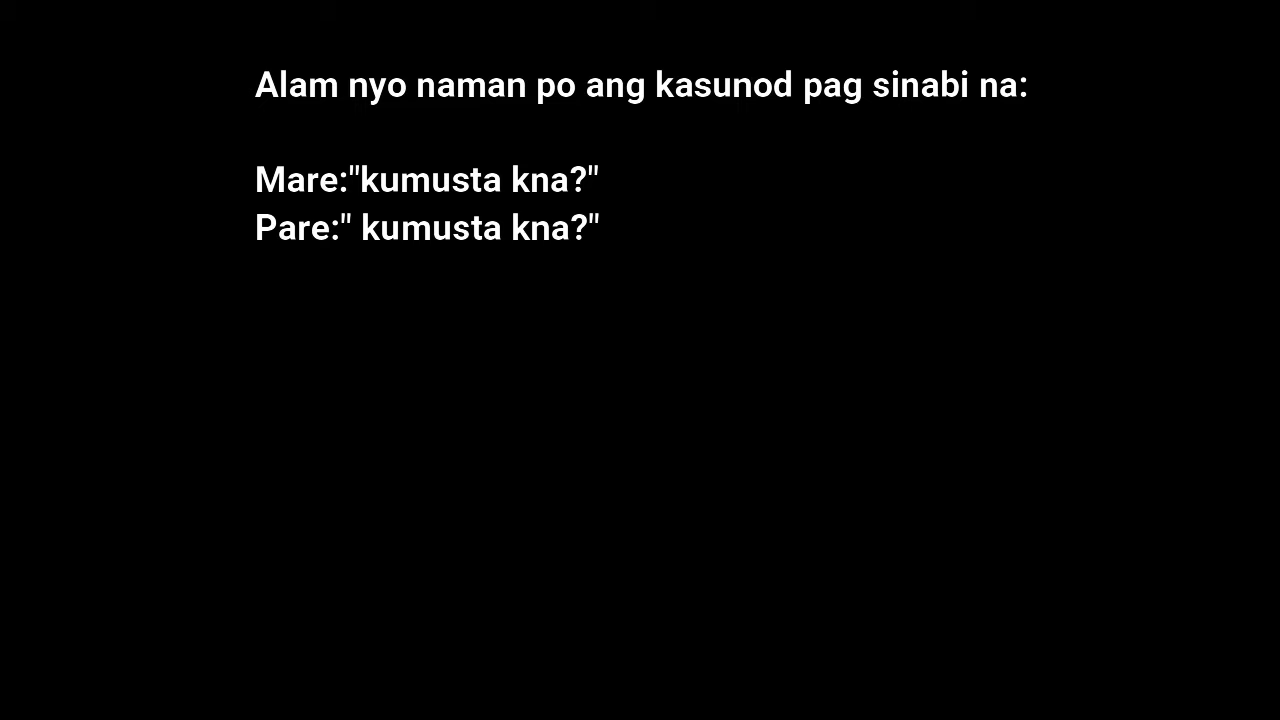 Alam nyo naman po ang kasunod pag sinabi na:
Mare:"kumusta kna?"
Pare:" kumusta kna?"